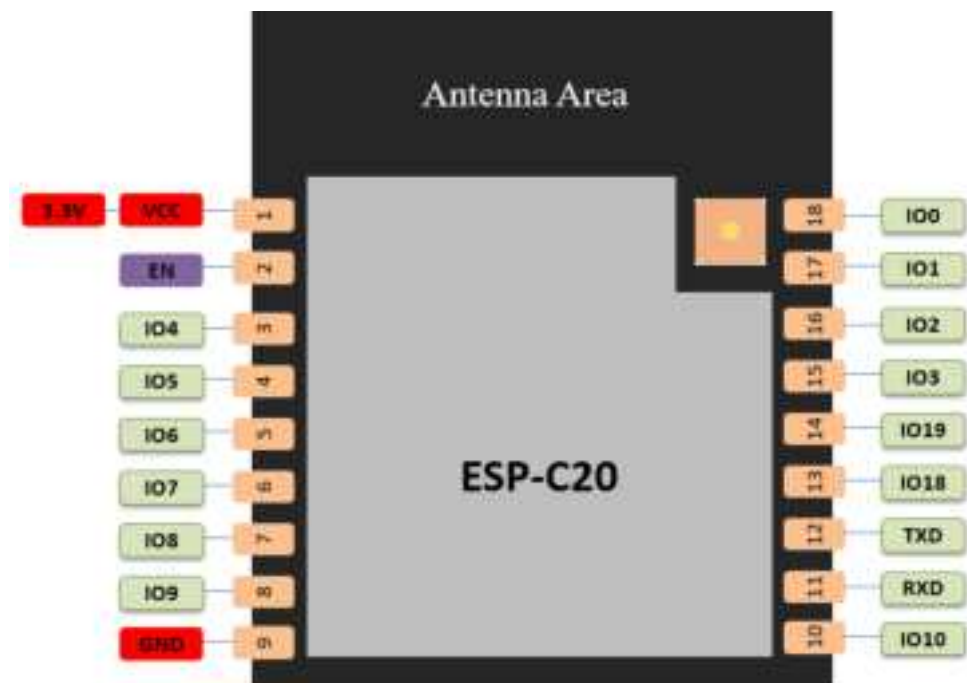 Antenna Area
3.3V VCC 1 18 IO0
EN 2 17 IO1
IO4 3 16 IO2
IO5 4 15 IO3
IO6 5 14 IO19
IO7 6 13 IO18
IO8 7 12 TXD
IO9 8 11 RXD
GND 9 10 IO10
ESP-C20